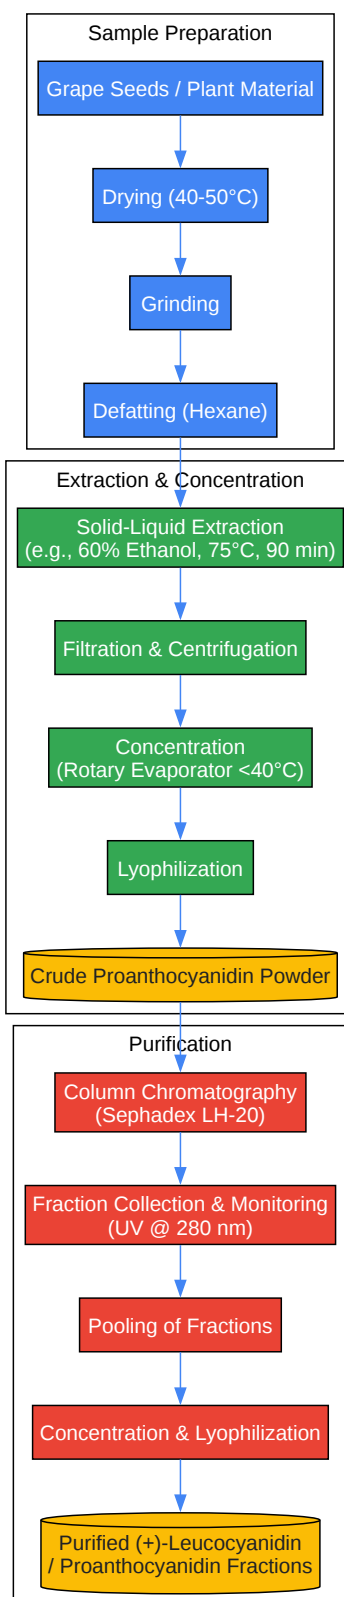 Sample Preparation
Grape Seeds / Plant Material
Drying (40-50°C)
Grinding
Defatting (Hexane)
Extraction & Concentration
Solid-Liquid Extraction
(e.g., 60% Ethanol, 75°C, 90 min)
Filtration & Centrifugation
Concentration
(Rotary Evaporator <40°C)
Lyophilization
Crude Proanthocyanidin Powder
Purification
Column Chromatography
(Sephadex LH-20)
Fraction Collection & Monitoring
(UV @ 280 nm)
Pooling of Fractions
Concentration & Lyophilization
Purified (+)-Leucocyanidin
/ Proanthocyanidin Fractions